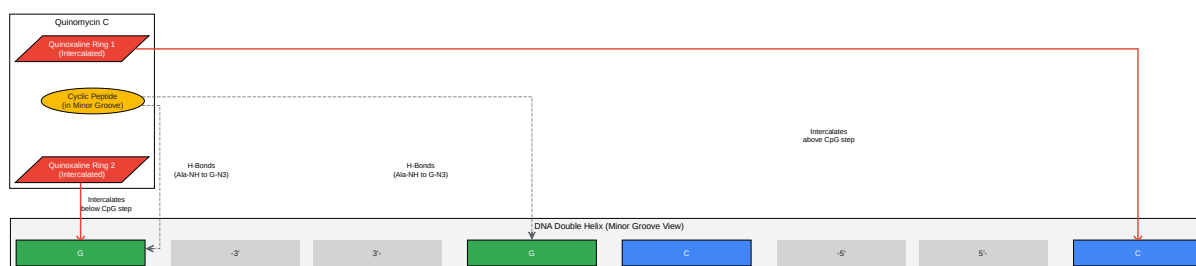 Quinomycin C
Quinoxaline Ring 1
(Intercalated)
Cyclic Peptide
(in Minor Groove)
Intercalates
above CpG step
Quinoxaline Ring 2
(Intercalated)
H-Bonds
(Ala-NH to G-N3)
H-Bonds
(Ala-NH to G-N3)
Intercalates
below CpG step
DNA Double Helix (Minor Groove View)
G
-3'
3'-
G
C
-5'
5'-
C